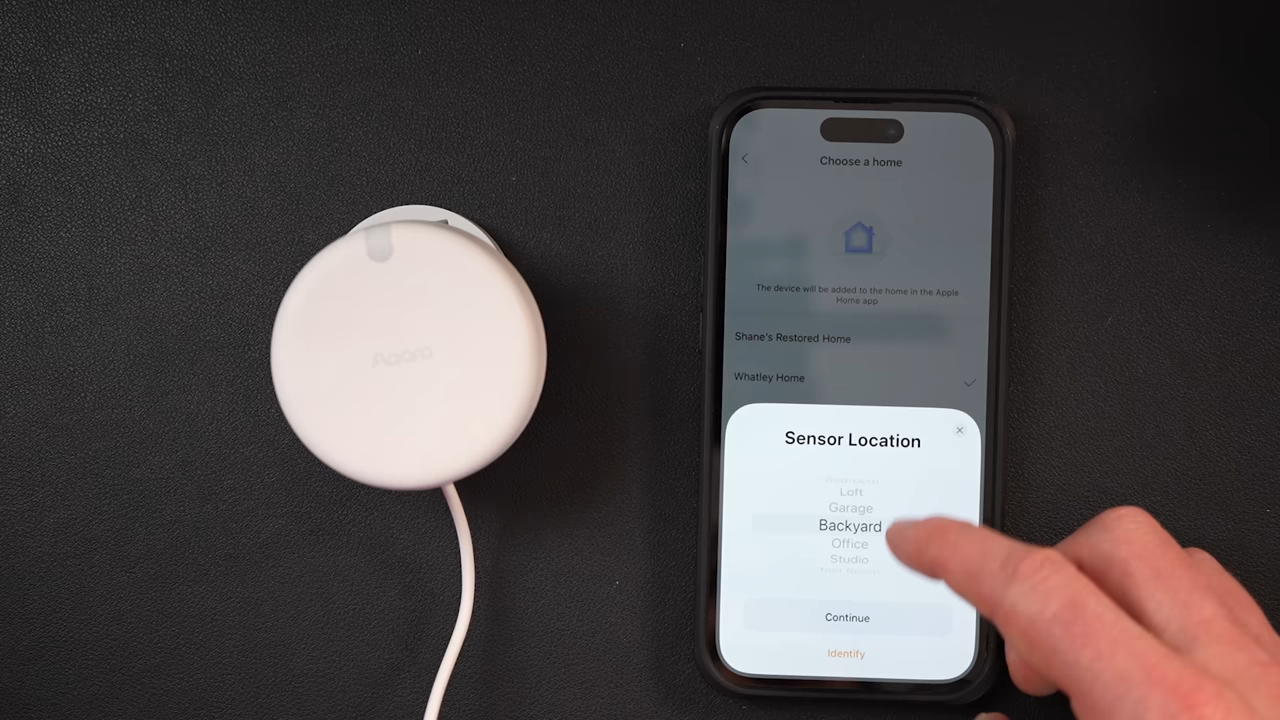 Aqara
Choose a home
The device will be added to the home in the Apple
Home app
Shane's Restored Home
Whatley Home
Sensor Location
Loft
Garage
Backyard
Office
Studio
Continue
Identify